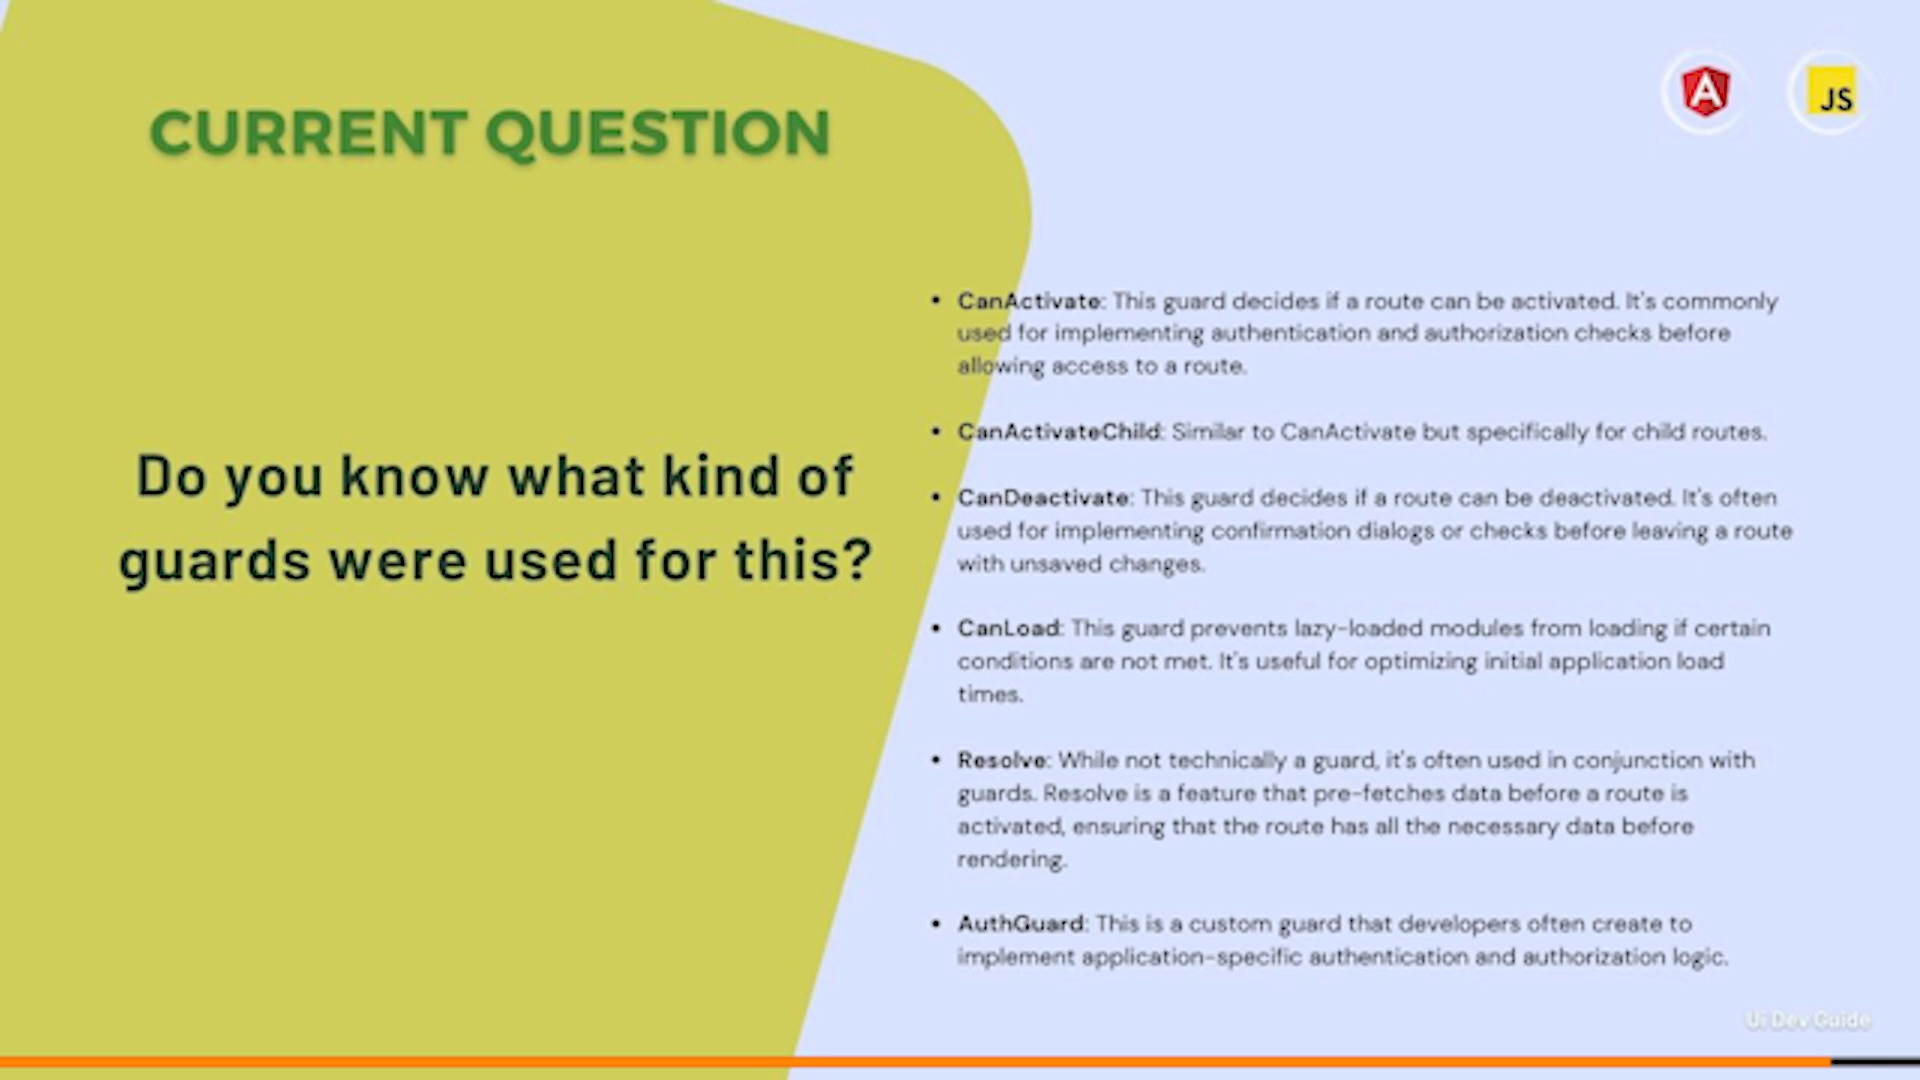 CURRENT QUESTION
Do you know what kind of
guards were used for this?
A
JS
• CanActivate: This guard decides if a route can be activated. It's commonly
used for implementing authentication and authorization checks before
allowing access to a route.
• CanActivateChild: Similar to CanActivate but specifically for child routes.
• CanDeactivate: This guard decides if a route can be deactivated. It's often
used for implementing confirmation dialogs or checks before leaving a route
with unsaved changes.
• CanLoad: This guard prevents lazy-loaded modules from loading if certain
conditions are not met. It's useful for optimizing initial application load
times.
• Resolve: While not technically a guard, it's often used in conjunction with
guards. Resolve is a feature that pre-fetches data before a route is
activated, ensuring that the route has all the necessary data before
rendering.
• AuthGuard: This is a custom guard that developers often create to
implement application-specific authentication and authorization logic.
Ui Dev Guide